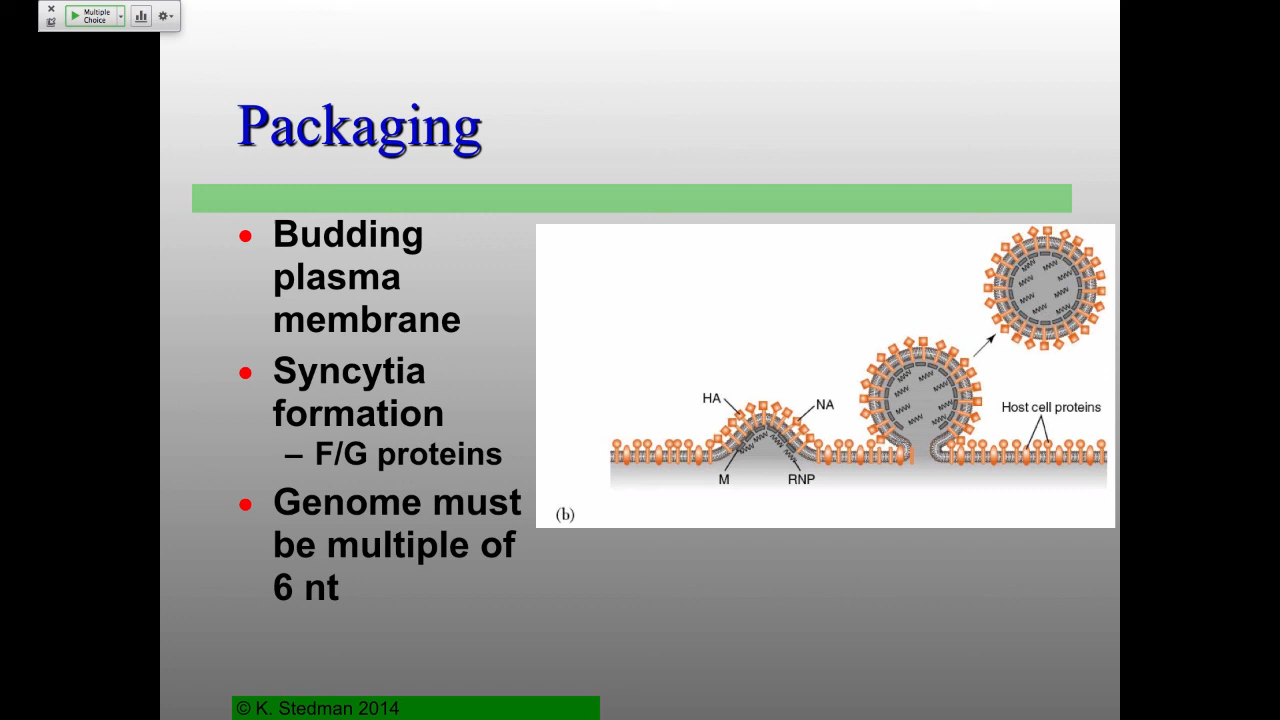 Multiple
Choice
Packaging
• Budding
plasma
membrane
• Syncytia
formation
– F/G proteins
• Genome must
be multiple of
6 nt
HA
NA
Host cell proteins
M
RNP
(b)
© K. Stedman 2014